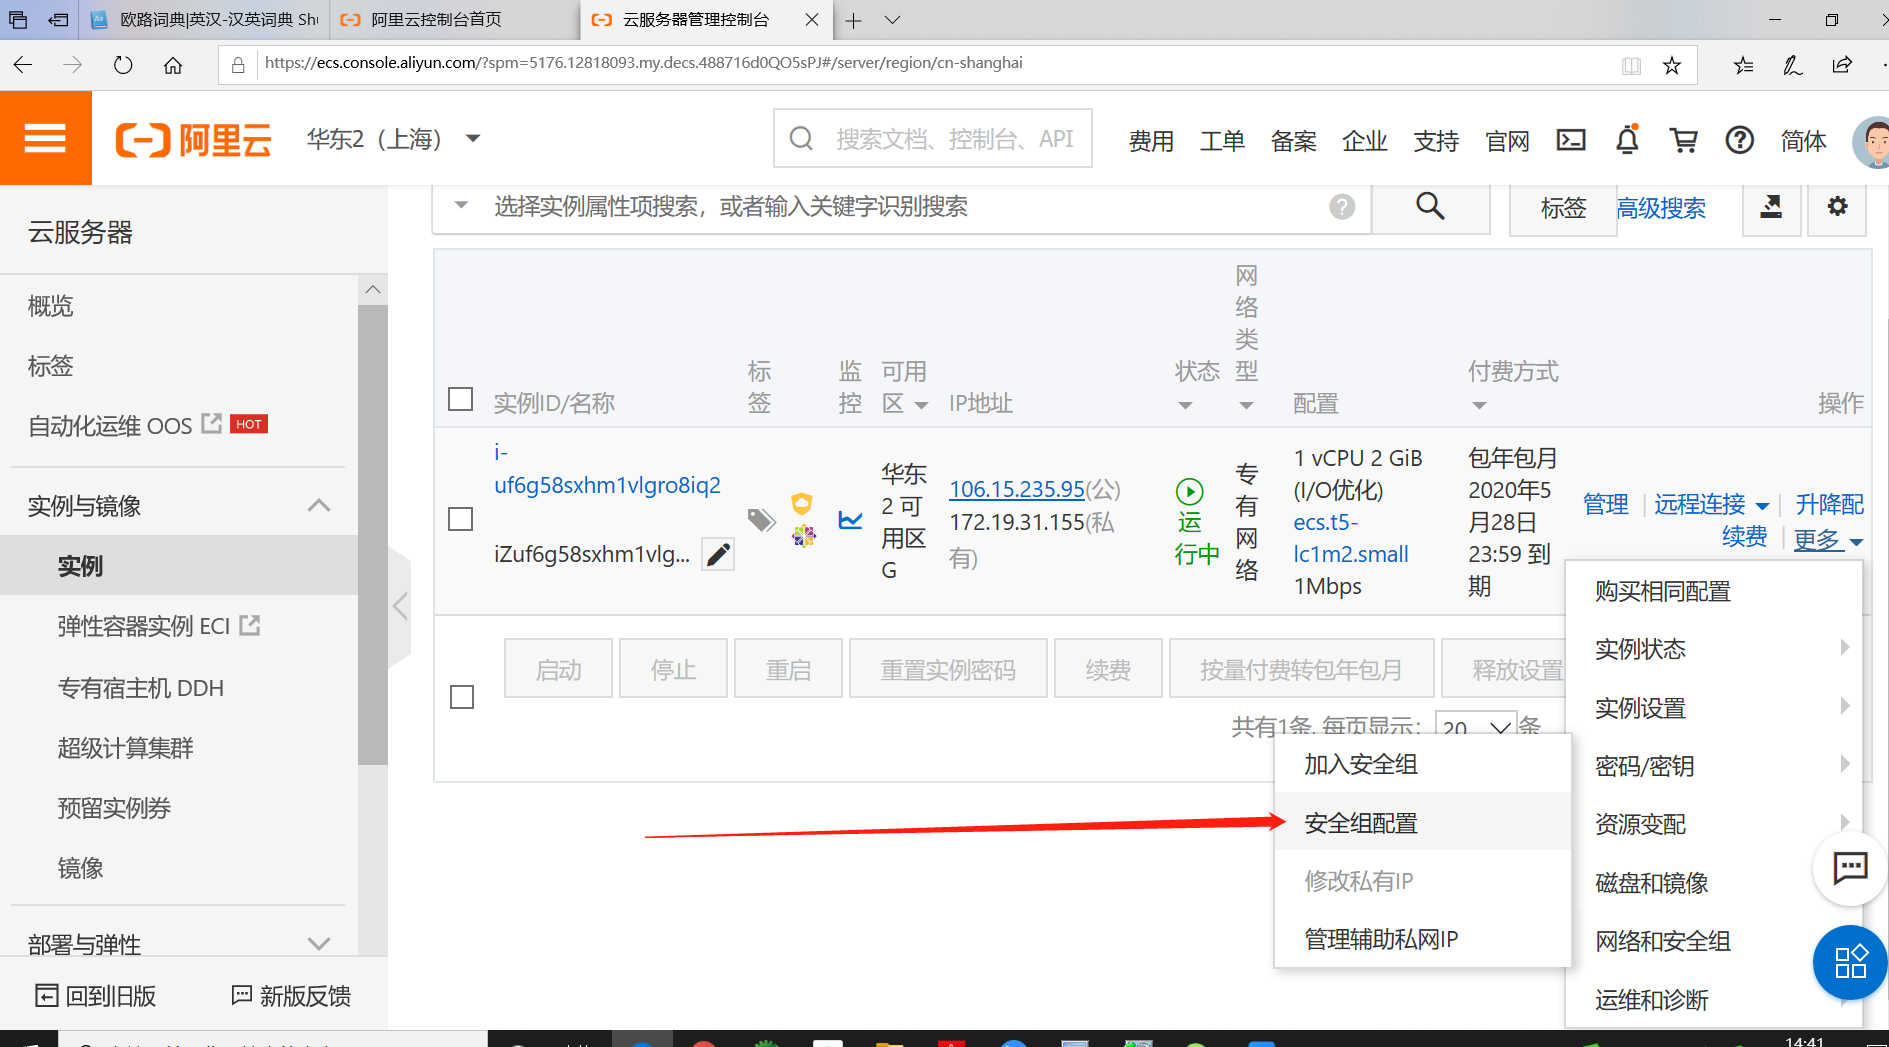 欧路词典|英汉-汉英词典
阿里云控制台首页
云服务器管理控制台
https://ecs.console.aliyun.com/?spm=5176.12818093.my.decs.488716d0QO5sPJ#/server/region/cn-shanghai
阿里云
华东2（上海）
搜索文档、控制台、API
费用
工单
备案
企业
支持
官网
简体
云服务器
概览
标签
自动化运维 OOS
HOT
实例与镜像
实例
弹性容器实例 ECI
专有宿主机 DDH
超级计算集群
预留实例券
镜像
部署与弹性
回到旧版
新版反馈
选择实例属性项搜索，或者输入关键字识别搜索
?
标签
高级搜索
实例ID/名称
标
签
监
控
可用
区
IP地址
状态
网
络
类
型
配置
付费方式
操作
i-
uf6g58sxhm1vlgro8iq2
iZuf6g58sxhm1vlg...
华东
2 可
用区
G
106.15.235.95(公)
172.19.31.155(私
有)
运
行中
专
有
网
络
1 vCPU 2 GiB
(I/O优化)
ecs.t5-
lc1m2.small
1Mbps
包年包月
2020年5
月28日
23:59 到
期
管理
远程连接
升降配
续费
更多
启动
停止
重启
重置实例密码
续费
按量付费转包年包月
释放设置
共有1条, 每页显示：
20
条
加入安全组
安全组配置
修改私有IP
管理辅助私网IP
购买相同配置
实例状态
实例设置
密码/密钥
资源变配
磁盘和镜像
网络和安全组
运维和诊断
14:41